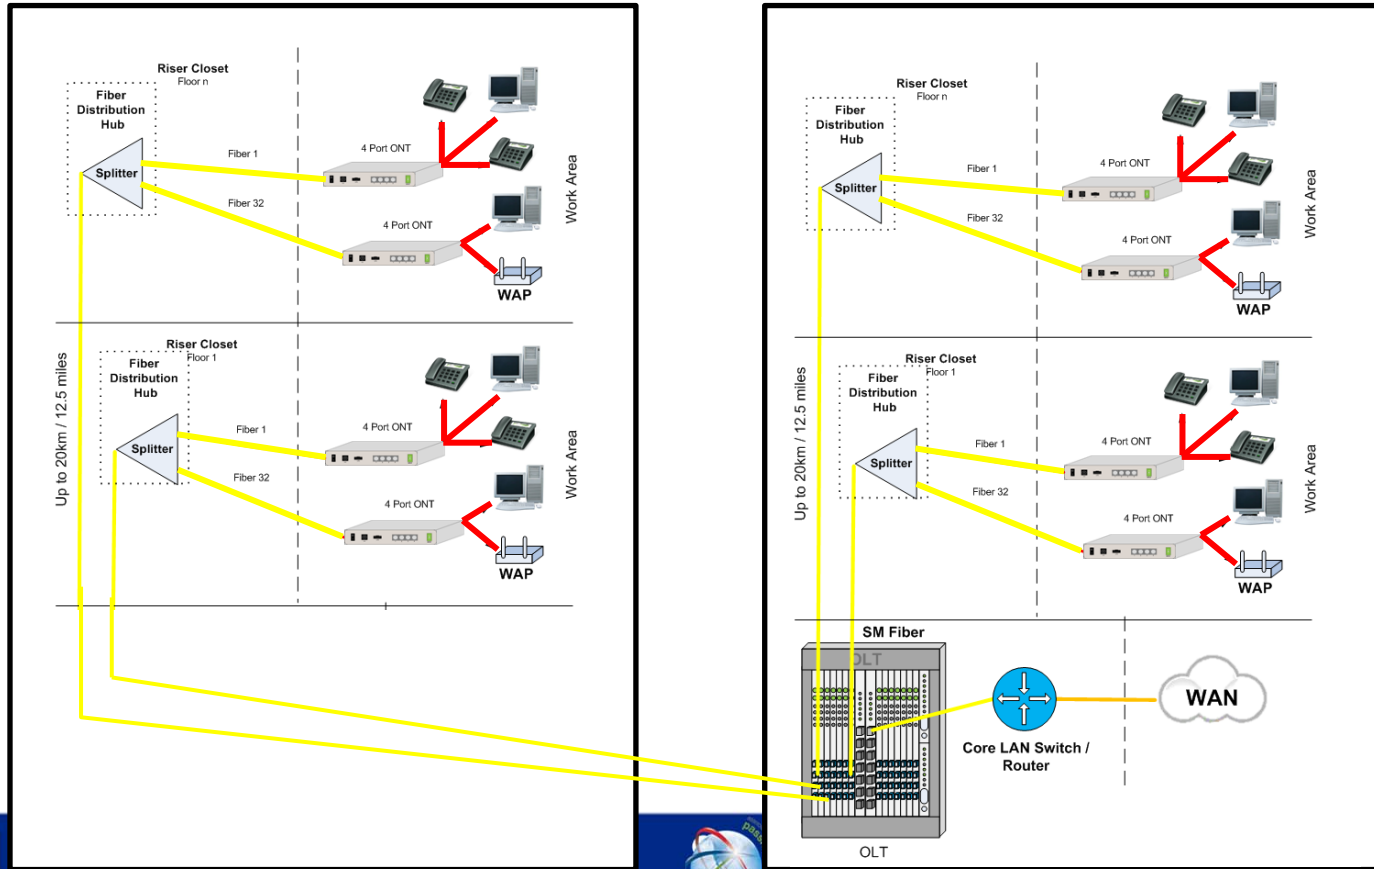 Riser Closet
Floor n
Fiber
Distribution
Hub
Splitter
Fiber 1
Fiber 32
4 Port ONT
4 Port ONT
WAP
Work Area
Up to 20km / 12.5 miles
Riser Closet
Floor 1
Fiber
Distribution
Hub
Splitter
Fiber 1
Fiber 32
4 Port ONT
4 Port ONT
WAP
Work Area
Riser Closet
Floor n
Fiber
Distribution
Hub
Splitter
Fiber 1
Fiber 32
4 Port ONT
4 Port ONT
WAP
Work Area
Up to 20km / 12.5 miles
Riser Closet
Floor 1
Fiber
Distribution
Hub
Splitter
Fiber 1
Fiber 32
4 Port ONT
4 Port ONT
WAP
Work Area
SM Fiber
OLT
Core LAN Switch /
Router
WAN
OLT